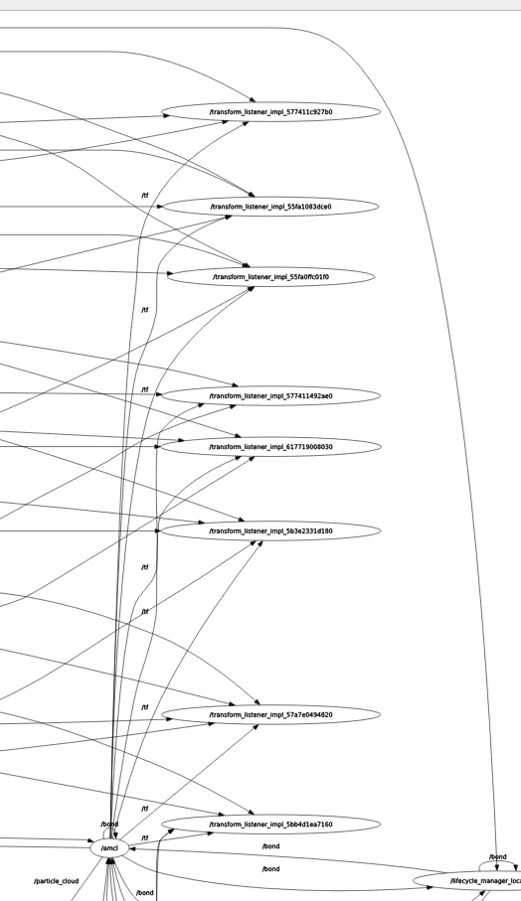 /transform_listener_impl_577411c927b0
/tf
/transform_listener_impl_55fa1083dce0
/transform_listener_impl_55fa0ffc01f0
/tf
/tf
/transform_listener_impl_577411492ae0
/transform_listener_impl_617719008030
/transform_listener_impl_5b3e2331d180
/tf
/tf
/tf
/transform_listener_impl_57a7e0494820
/tf
/bond
/transform_listener_impl_5bb4d1ea7160
/tf
/amcl
/bond
/bond
/bond
/particle_cloud
/lifecycle_manager_loca
/bond